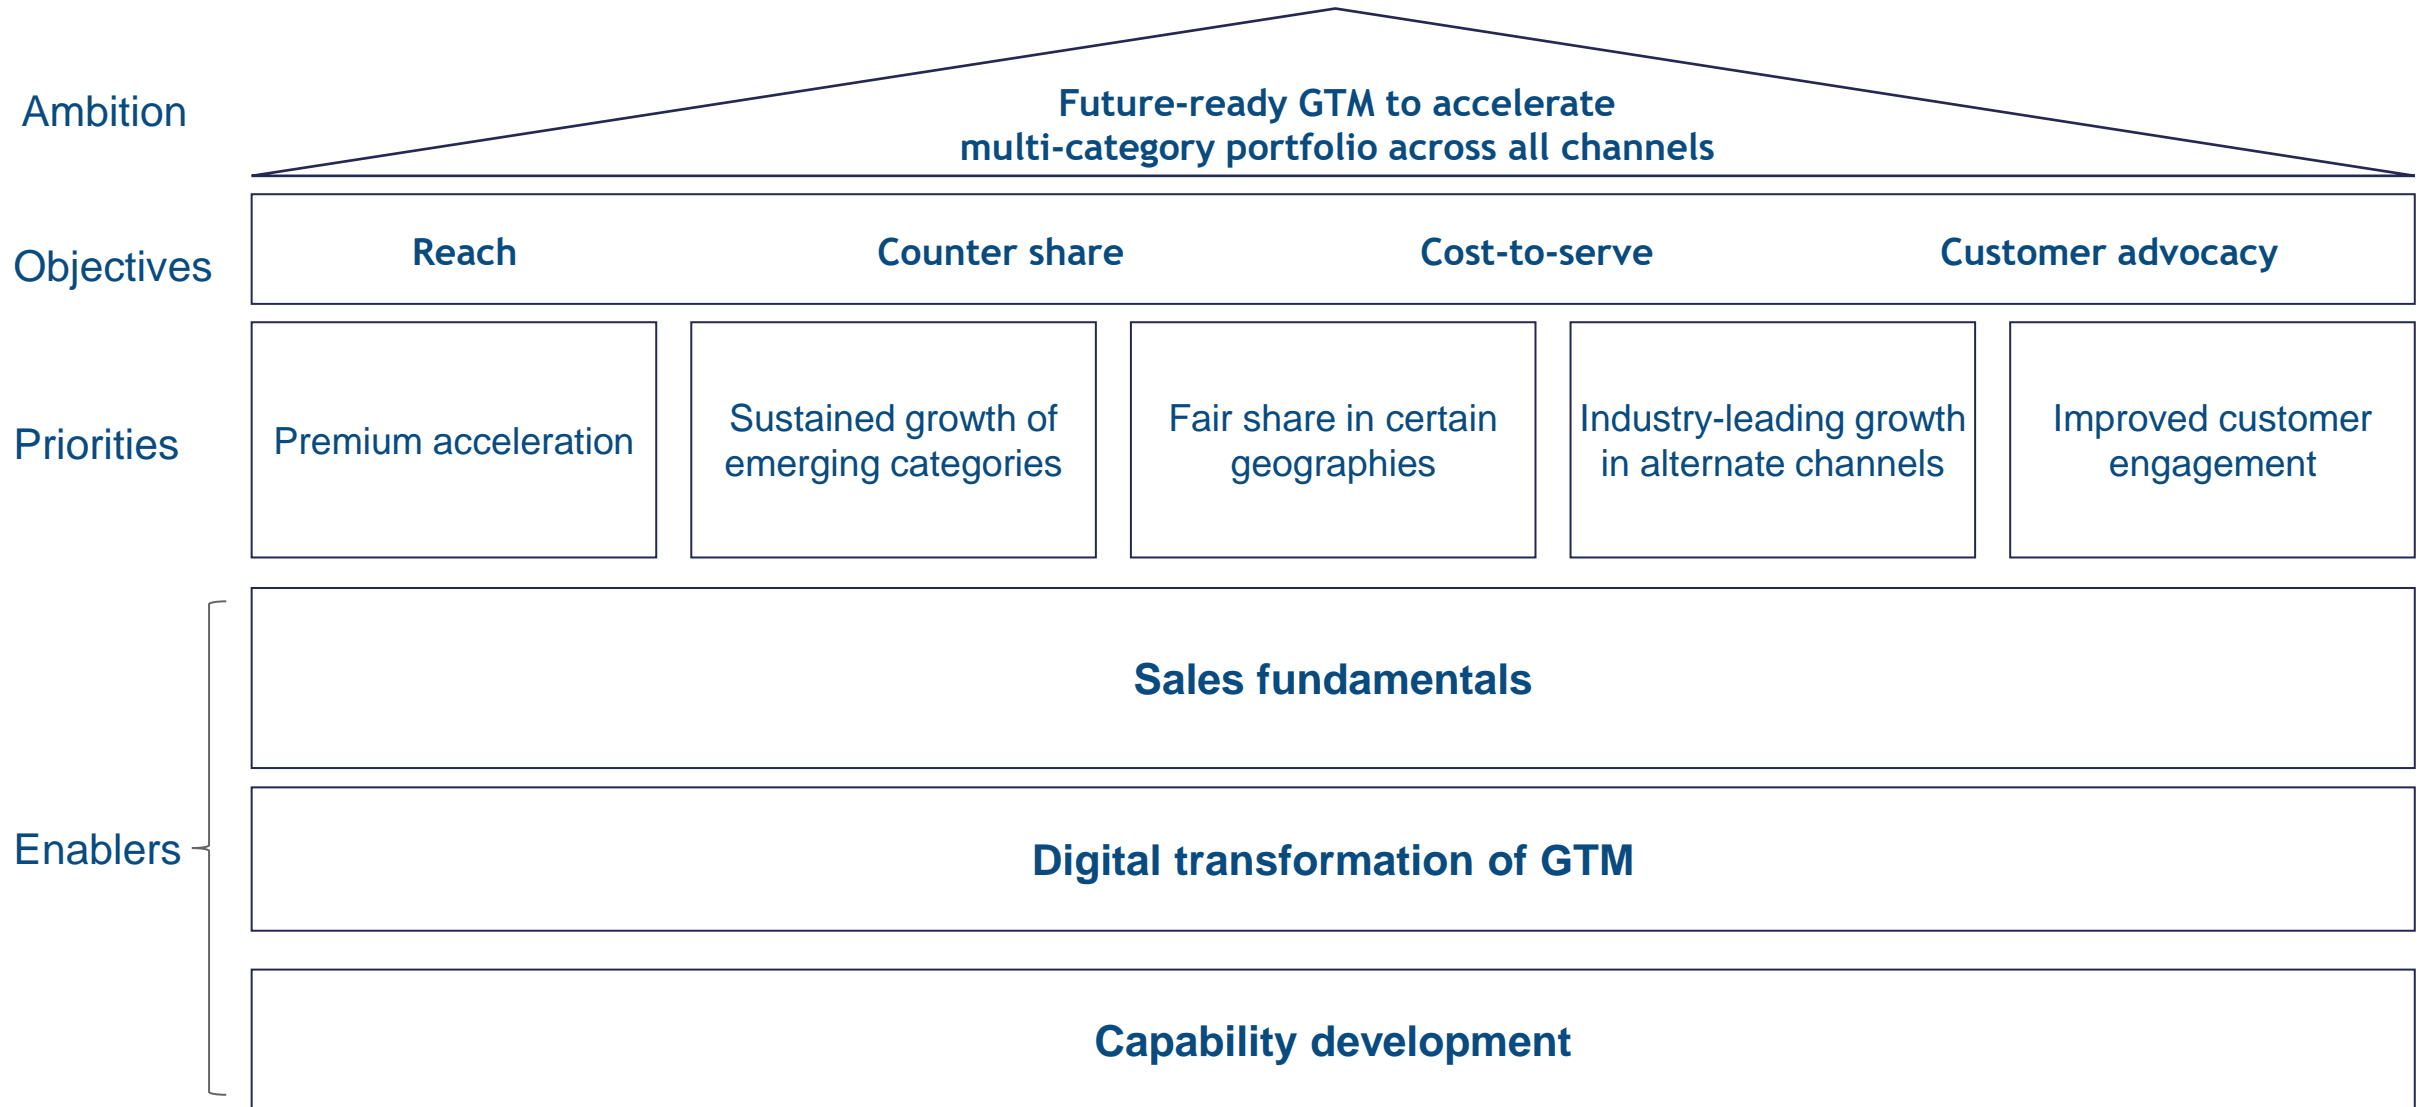 Ambition
Future-ready GTM to accelerate
multi-category portfolio across all channels
Objectives
Reach
Counter share
Cost-to-serve
Customer advocacy
Priorities
Premium acceleration
Sustained growth of
emerging categories
Fair share in certain
geographies
Industry-leading growth
in alternate channels
Improved customer
engagement
Enablers
Sales fundamentals
Digital transformation of GTM
Capability development